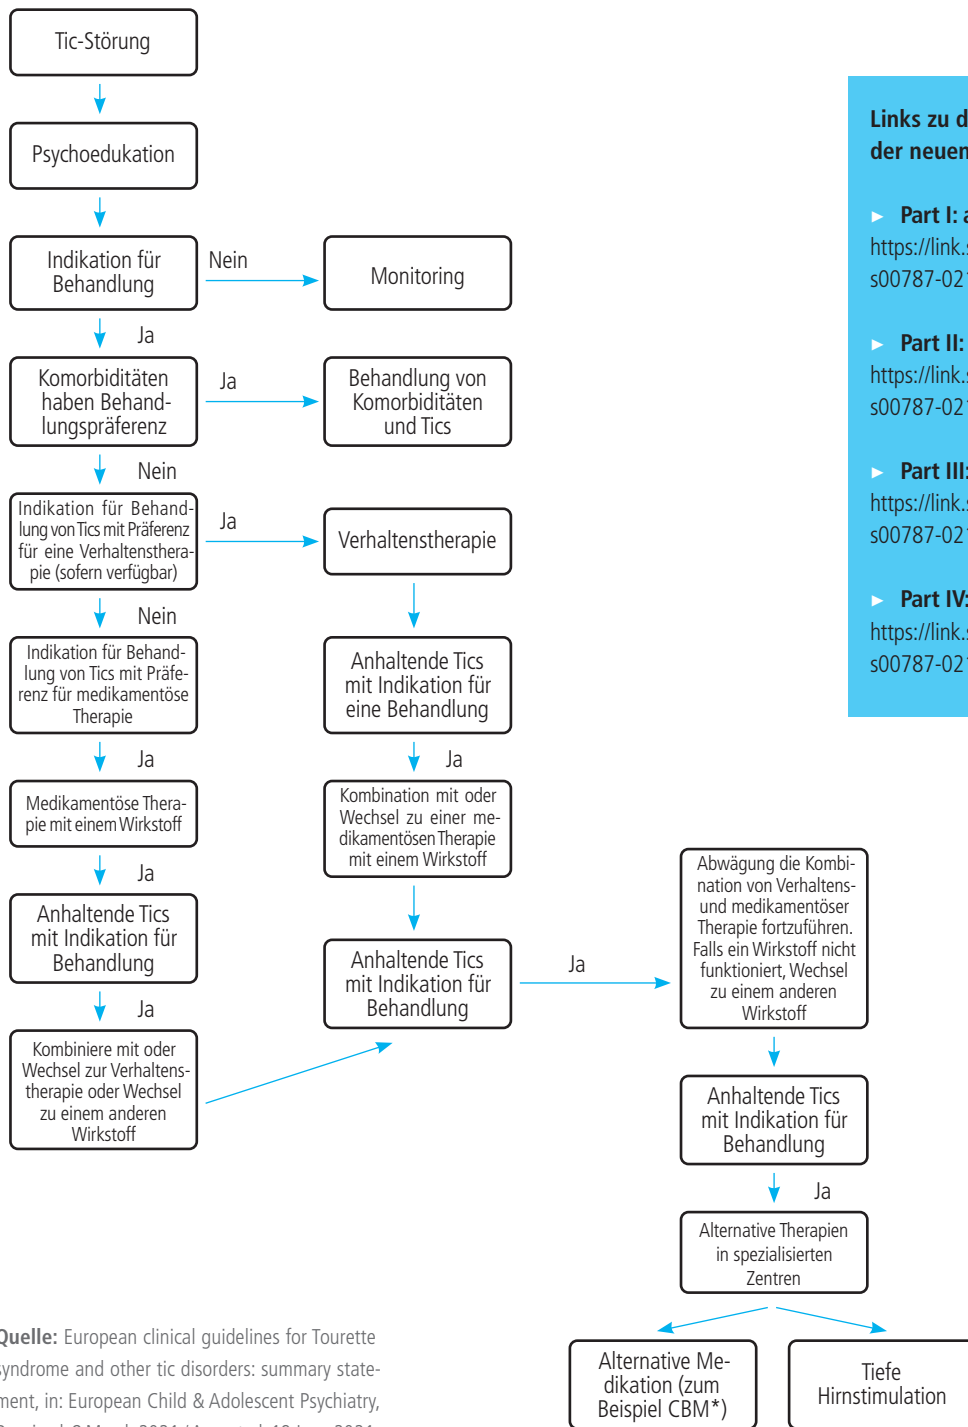 Tic-Störung
Psychoedukation
Indikation für
Behandlung
Nein
Monitoring
Ja
Komorbiditäten
haben Behand-
lungspräferenz
Ja
Behandlung von
Komorbiditäten
und Tics
Nein
Indikation für Behand-
lung von Tics mit Präferenz
für eine Verhaltensthera-
pie (sofern verfügbar)
Ja
Verhaltenstherapie
Nein
Indikation für Behand-
lung von Tics mit Präfe-
renz für medikamentöse
Therapie
Anhaltende Tics
mit Indikation für
eine Behandlung
Ja
Ja
Medikamentöse Thera-
pie mit einem Wirkstoff
Kombination mit oder
Wechsel zu einer me-
dikamentösen Therapie
mit einem Wirkstoff
Ja
Anhaltende Tics
mit Indikation für
Behandlung
Anhaltende Tics
mit Indikation für
Behandlung
Ja
Abwägung die Kombi-
nation von Verhaltens-
und medikamentöser
Therapie fortzuführen.
Falls ein Wirkstoff nicht
funktioniert, Wechsel
zu einem anderen
Wirkstoff
Ja
Kombiniere mit oder
Wechsel zur Verhaltens-
therapie oder Wechsel
zu einem anderen
Wirkstoff
Anhaltende Tics
mit Indikation für
Behandlung
Ja
Alternative Therapien
in spezialisierten
Zentren
Alternative Me-
dikation (zum
Beispiel CBM*)
Tiefe
Hirnstimulation
Links zu d
der neuen
► Part I: a
https://link.s
s00787-021
► Part II:
https://link.s
s00787-021
► Part III:
https://link.s
s00787-021
► Part IV:
https://link.s
s00787-021
Quelle: European clinical guidelines for Tourette
syndrome and other tic disorders: summary state-
ment, in: European Child & Adolescent Psychiatry,